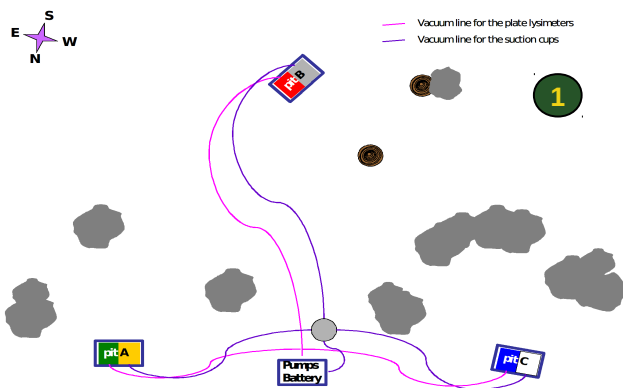 S
E W
N
Vacuum line for the plate lysimeters
Vacuum line for the suction cups
pit B
1
pit A
Pumps
Battery
pit C